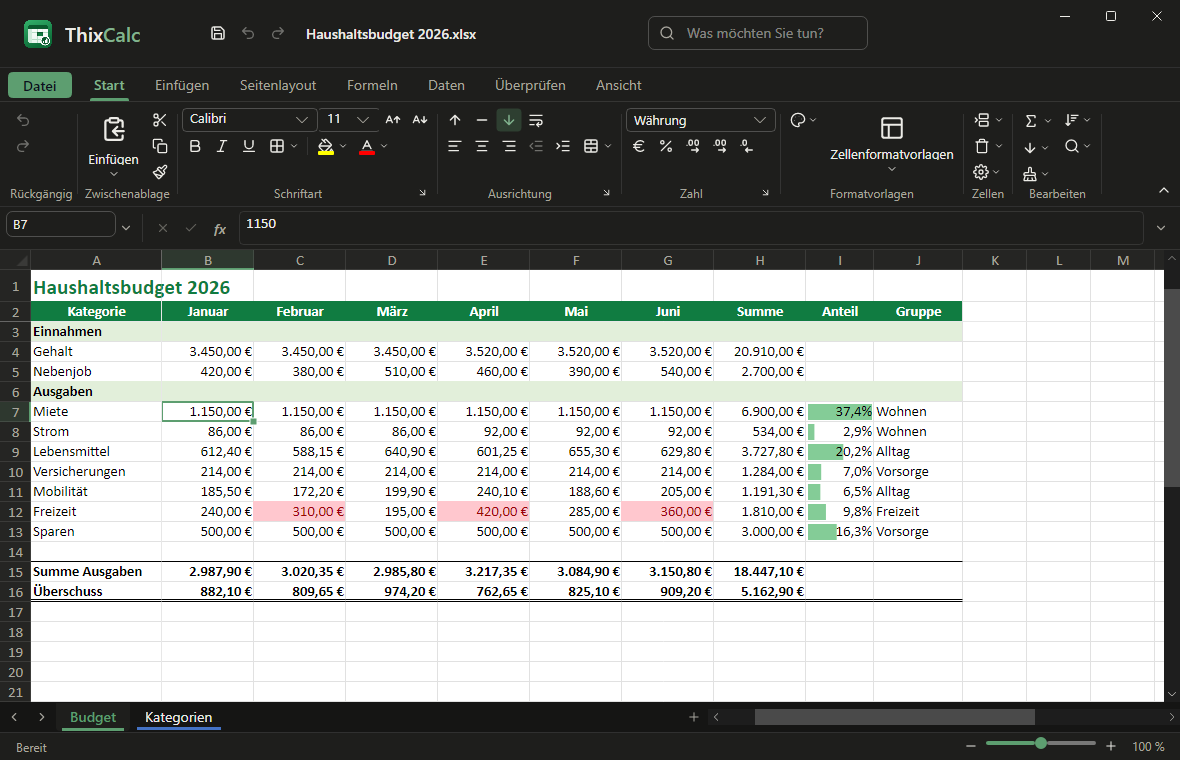 ThixCalc
Haushaltsbudget 2026.xlsx
Was möchten Sie tun?
Datei Start Einfügen Seitenlayout Formeln Daten Überprüfen Ansicht
Calibri 11 Währung
Einfügen Zellenformatvorlagen
Rückgängig Zwischenablage Schriftart Ausrichtung Zahl Formatvorlagen Zellen Bearbeiten
B7 fx 1150
A B C D E F G H I J K L M
1 Haushaltsbudget 2026
2 Kategorie Januar Februar März April Mai Juni Summe Anteil Gruppe
3 Einnahmen
4 Gehalt 3.450,00 € 3.450,00 € 3.450,00 € 3.520,00 € 3.520,00 € 3.520,00 € 20.910,00 €
5 Nebenjob 420,00 € 380,00 € 510,00 € 460,00 € 390,00 € 540,00 € 2.700,00 €
6 Ausgaben
7 Miete 1.150,00 € 1.150,00 € 1.150,00 € 1.150,00 € 1.150,00 € 1.150,00 € 6.900,00 € 37,4% Wohnen
8 Strom 86,00 € 86,00 € 86,00 € 92,00 € 92,00 € 92,00 € 534,00 € 2,9% Wohnen
9 Lebensmittel 612,40 € 588,15 € 640,90 € 601,25 € 655,30 € 629,80 € 3.727,80 € 20,2% Alltag
10 Versicherungen 214,00 € 214,00 € 214,00 € 214,00 € 214,00 € 214,00 € 1.284,00 € 7,0% Vorsorge
11 Mobilität 185,50 € 172,20 € 199,90 € 240,10 € 188,60 € 205,00 € 1.191,30 € 6,5% Alltag
12 Freizeit 240,00 € 310,00 € 195,00 € 420,00 € 285,00 € 360,00 € 1.810,00 € 9,8% Freizeit
13 Sparen 500,00 € 500,00 € 500,00 € 500,00 € 500,00 € 500,00 € 3.000,00 € 16,3% Vorsorge
14
15 Summe Ausgaben 2.987,90 € 3.020,35 € 2.985,80 € 3.217,35 € 3.084,90 € 3.150,80 € 18.447,10 €
16 Überschuss 882,10 € 809,65 € 974,20 € 762,65 € 825,10 € 909,20 € 5.162,90 €
17
18
19
20
21
Budget Kategorien
Bereit 100 %